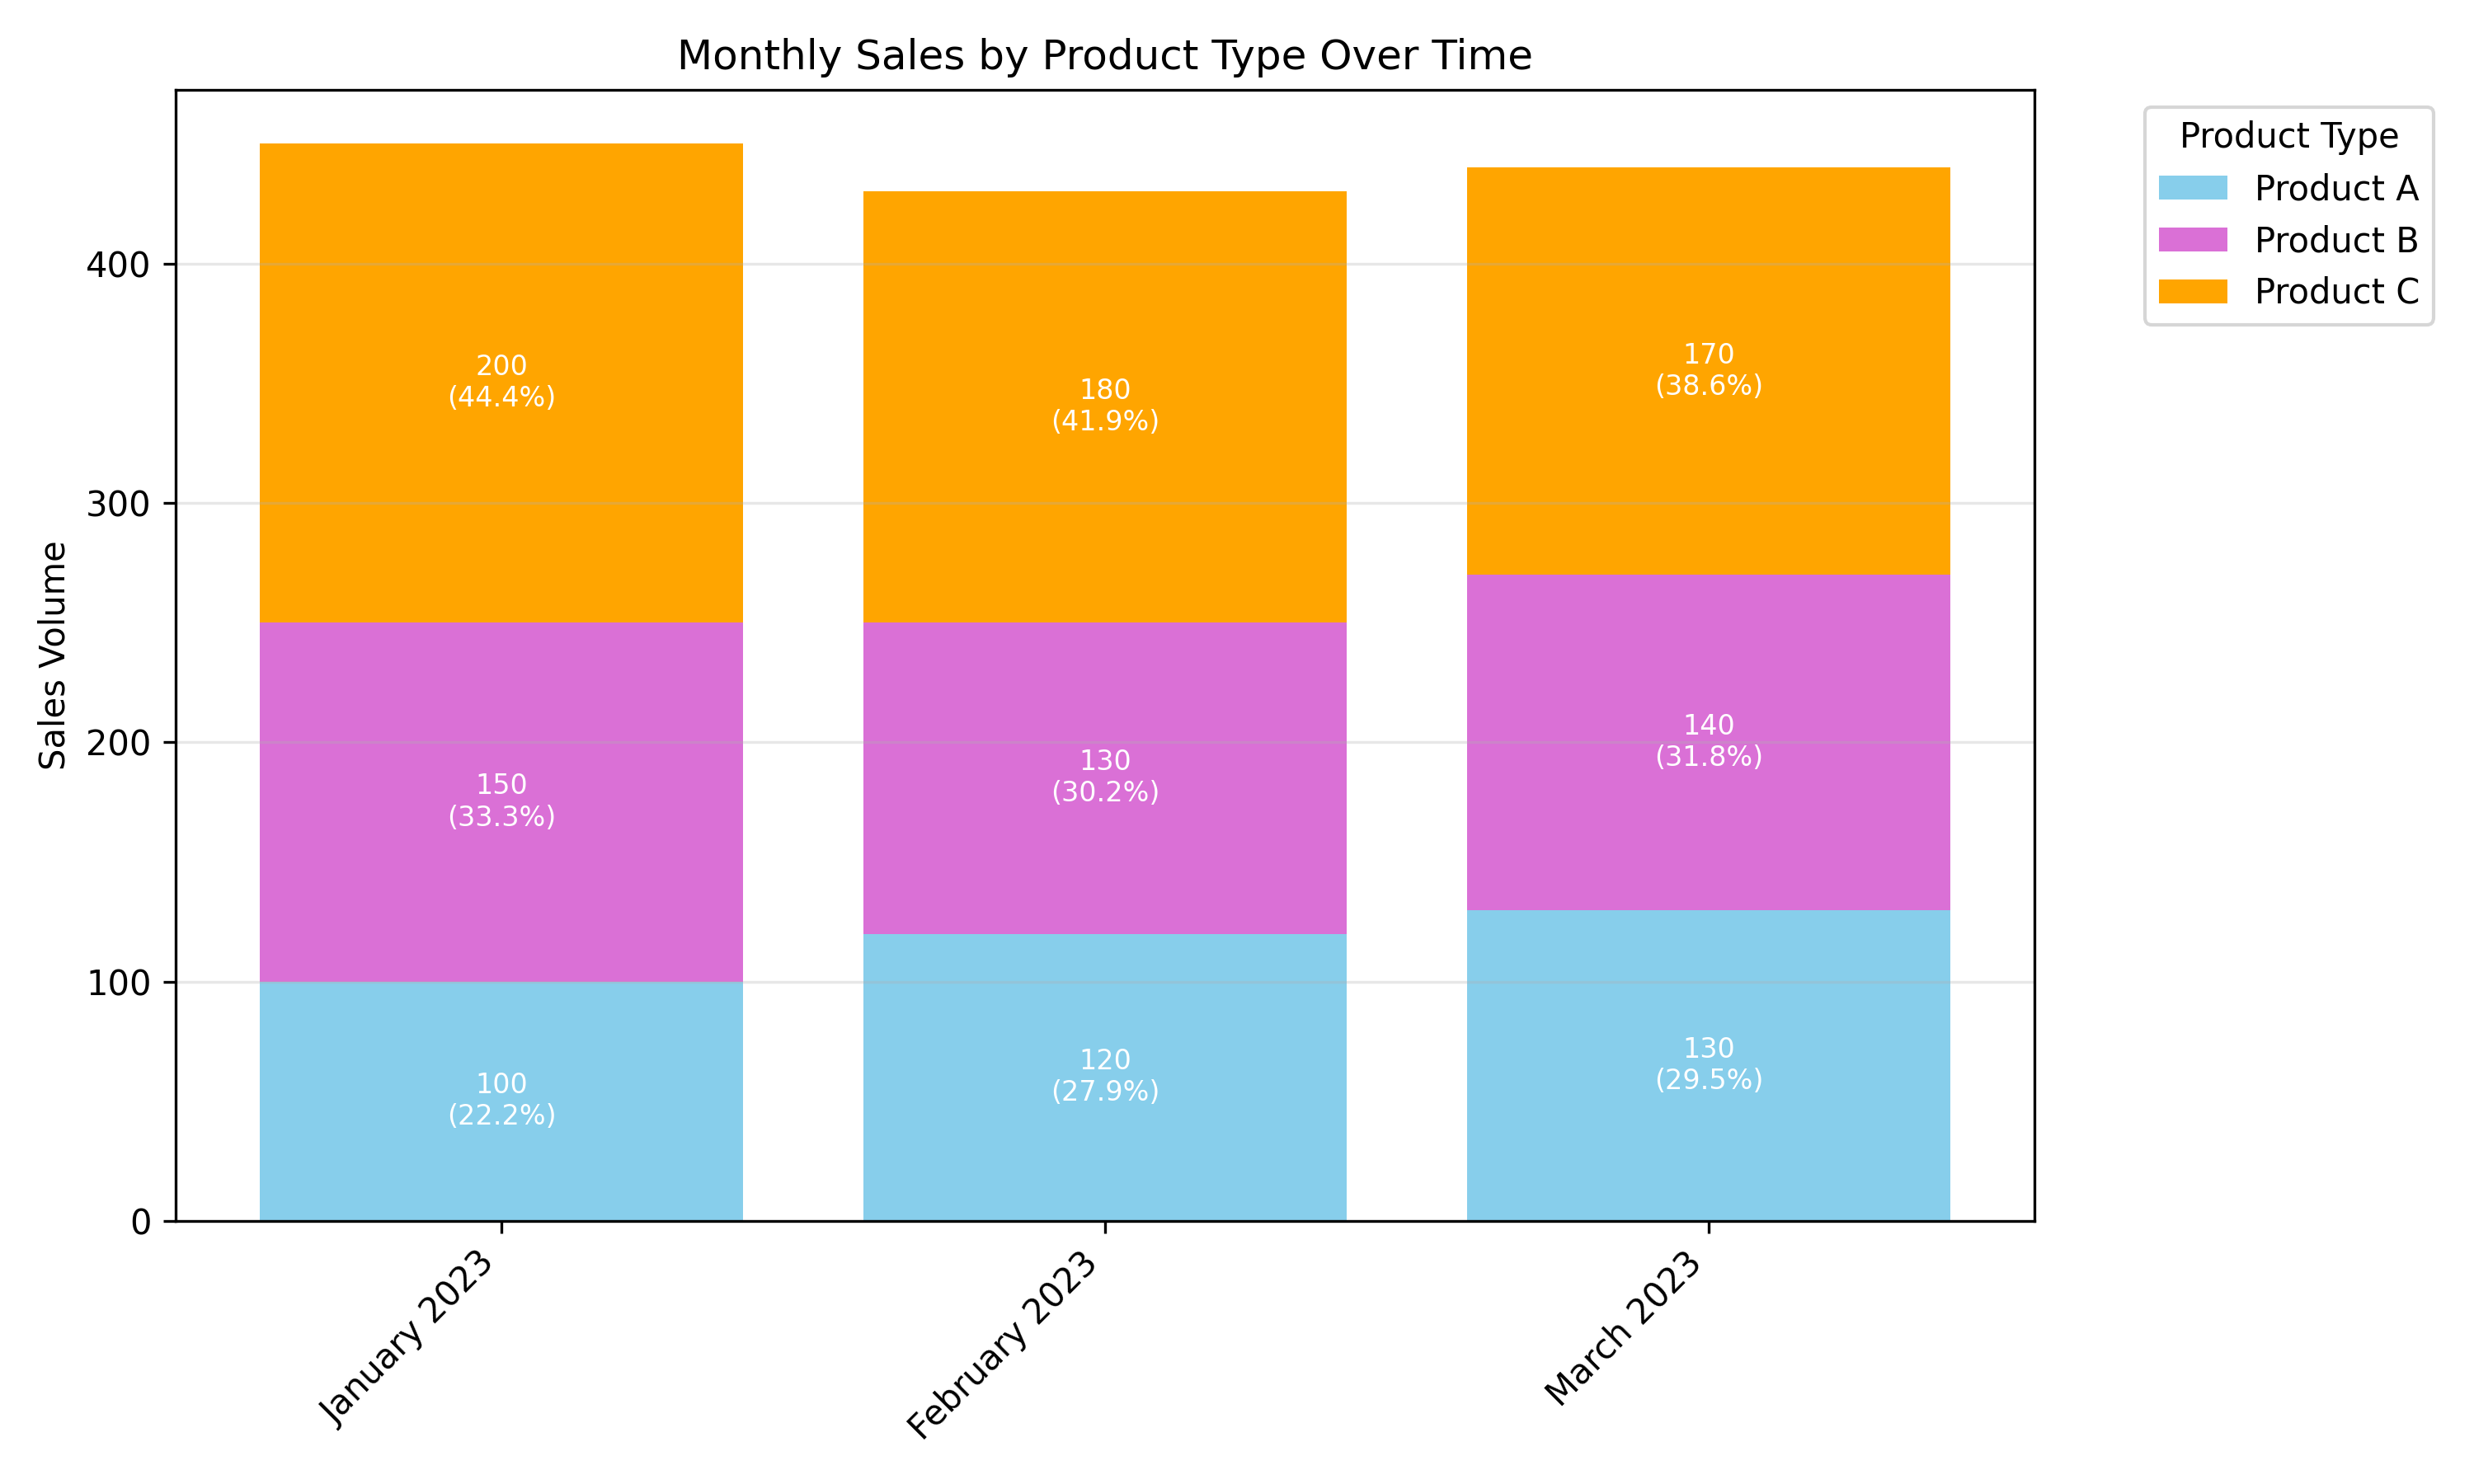 Monthly Sales by Product Type Over Time
Product Type
Product A
Product B
Product C
Sales Volume
400
300
200
100
0
200
(44.4%)
150
(33.3%)
100
(22.2%)
180
(41.9%)
130
(30.2%)
120
(27.9%)
170
(38.6%)
140
(31.8%)
130
(29.5%)
January 2023
February 2023
March 2023